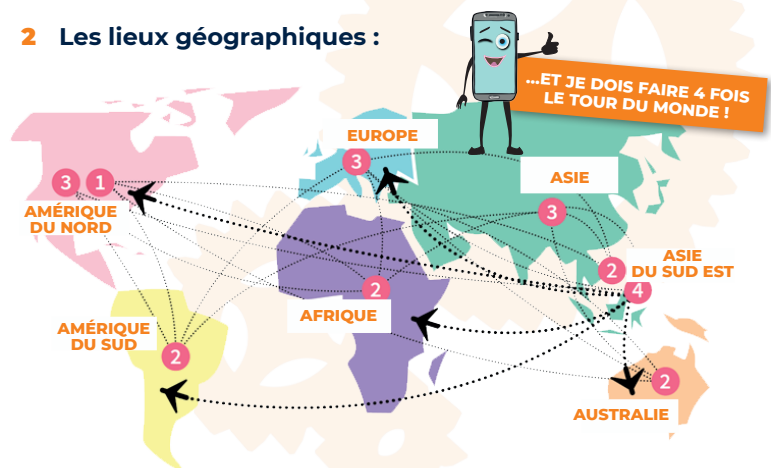 2 Les lieux géographiques :
...ET JE DOIS FAIRE 4 FOIS
LE TOUR DU MONDE !
EUROPE
3
ASIE
3
3 1
AMÉRIQUE
DU NORD
ASIE
DU SUD EST
2
4
2
AFRIQUE
AMÉRIQUE
DU SUD
2
2
AUSTRALIE